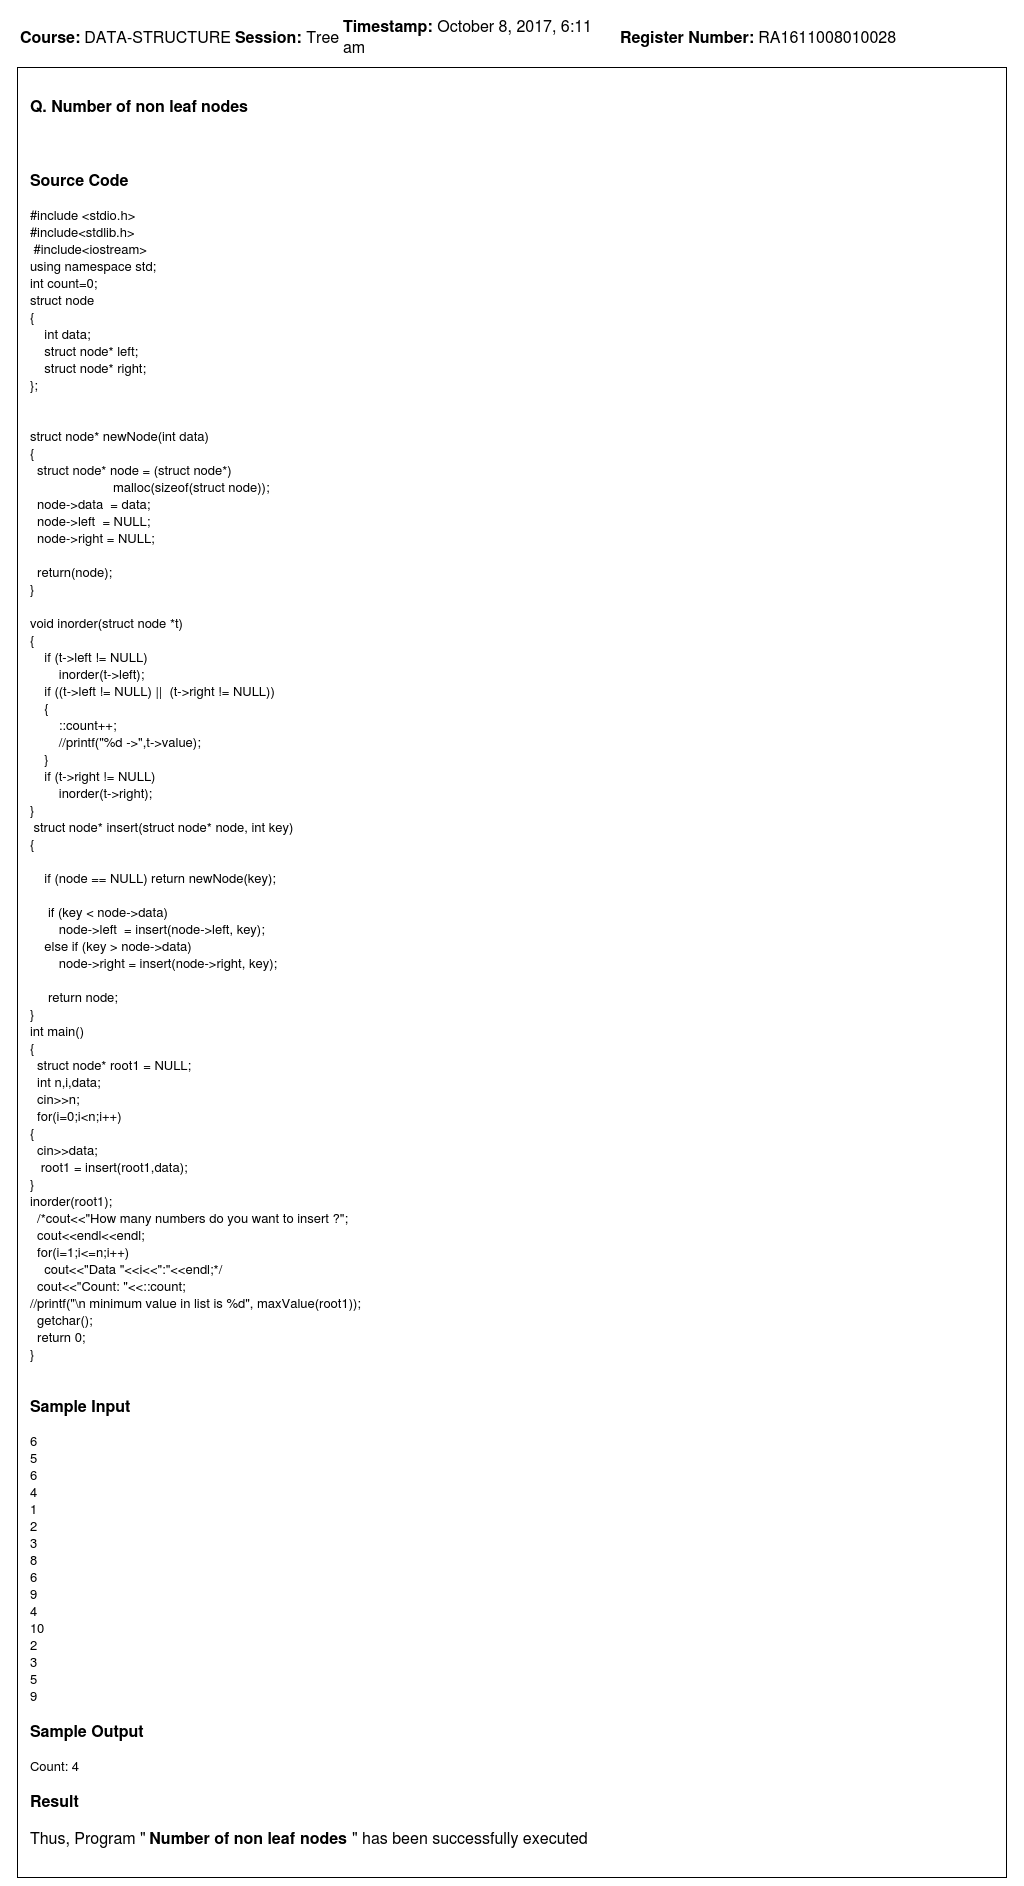 Course: DATA-STRUCTURE Session: Tree Timestamp: October 8, 2017, 6:11 am Register Number: RA1611008010028
Q. Number of non leaf nodes
Source Code
#include <stdio.h>
#include<stdlib.h>
 #include<iostream>
using namespace std;
int count=0;
struct node
{
    int data;
    struct node* left;
    struct node* right;
};
struct node* newNode(int data)
{
  struct node* node = (struct node*)
                       malloc(sizeof(struct node));
  node->data  = data;
  node->left  = NULL;
  node->right = NULL;
  return(node);
}
void inorder(struct node *t)
{
    if (t->left != NULL)
        inorder(t->left);
    if ((t->left != NULL) ||  (t->right != NULL))
    {
        ::count++;
        //printf("%d ->",t->value);
    }
    if (t->right != NULL)
        inorder(t->right);
}
 struct node* insert(struct node* node, int key)
{
    if (node == NULL) return newNode(key);
     if (key < node->data)
        node->left  = insert(node->left, key);
    else if (key > node->data)
        node->right = insert(node->right, key);
     return node;
}
int main()
{
  struct node* root1 = NULL;
  int n,i,data;
  cin>>n;
  for(i=0;i<n;i++)
{
  cin>>data;
   root1 = insert(root1,data);
}
inorder(root1);
  /*cout<<"How many numbers do you want to insert ?";
  cout<<endl<<endl;
  for(i=1;i<=n;i++)
    cout<<"Data "<<i<<":"<<endl;*/
  cout<<"Count: "<<::count;
//printf("\n minimum value in list is %d", maxValue(root1));
  getchar();
  return 0;
}
Sample Input
6
5
6
4
1
2
3
8
6
9
4
10
2
3
5
9
Sample Output
Count: 4
Result
Thus, Program " Number of non leaf nodes " has been successfully executed